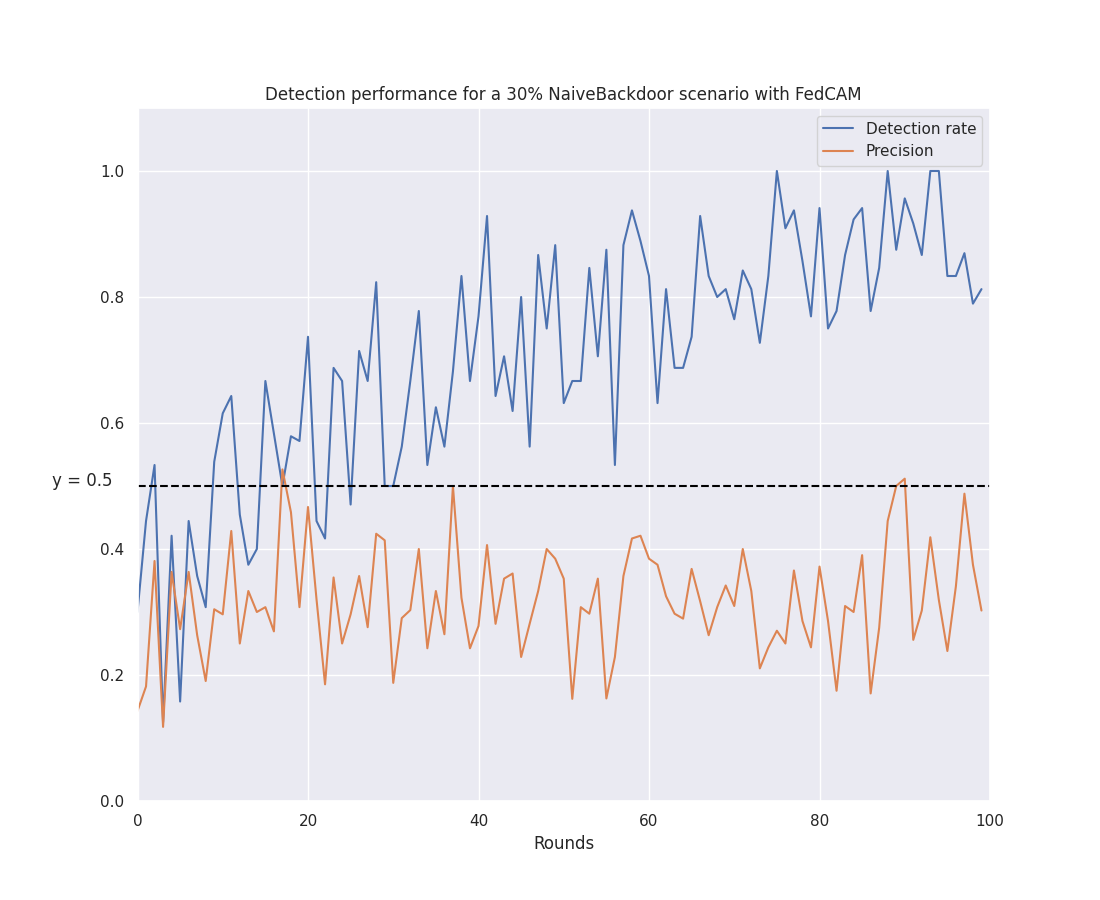 Detection performance for a 30% NaiveBackdoor scenario with FedCAM
Detection rate
Precision
1.0
0.8
0.6
y = 0.5
0.4
0.2
0.0
0 20 40 60 80 100
Rounds